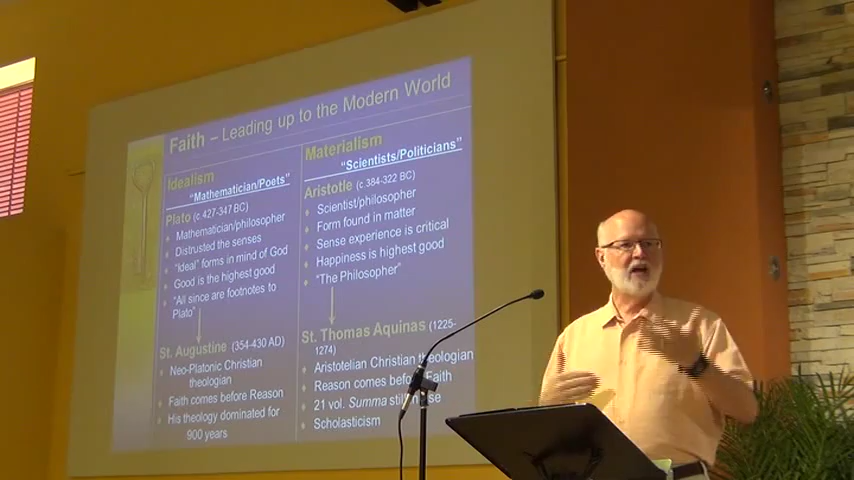 Faith – Leading up to the Modern World
Idealism
"Mathematician/Poets"
Plato (c.427-347 BC)
Mathematician/philosopher
Distrusted the senses
"Ideal" forms in mind of God
Good is the highest good
"All since are footnotes to
Plato"
St. Augustine (354-430 AD)
Neo-Platonic Christian
theologian
Faith comes before Reason
His theology dominated for
900 years
Materialism
"Scientists/Politicians"
Aristotle (c.384-322 BC)
Scientist/philosopher
Form found in matter
Sense experience is critical
Happiness is highest good
"The Philosopher"
St. Thomas Aquinas (1225-
1274)
Aristotelian Christian theologian
Reason comes before Faith
21 vol. Summa still
Scholasticism